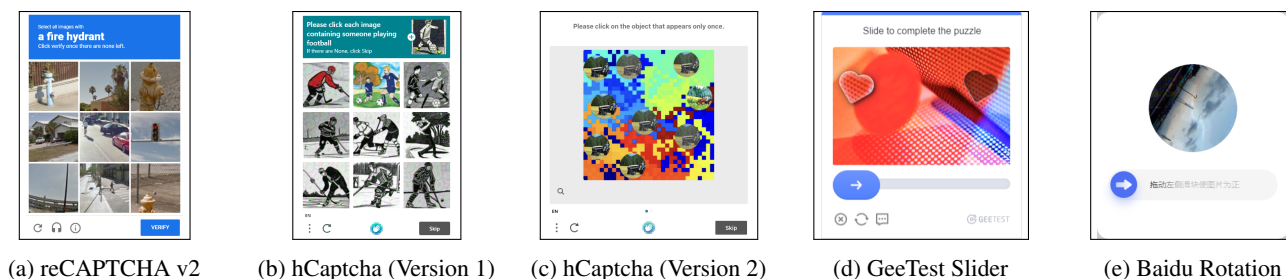 Select all images with
a fire hydrant
Click verify once there are none left.
VERIFY
Please click each image
containing someone playing
football
If there are None, click Skip
EN
Skip
Please click on the object that appears only once.
EN
Skip
Slide to complete the puzzle
GEETEST
拖动左侧滑块使图片为正
(a) reCAPTCHA v2
(b) hCaptcha (Version 1)
(c) hCaptcha (Version 2)
(d) GeeTest Slider
(e) Baidu Rotation